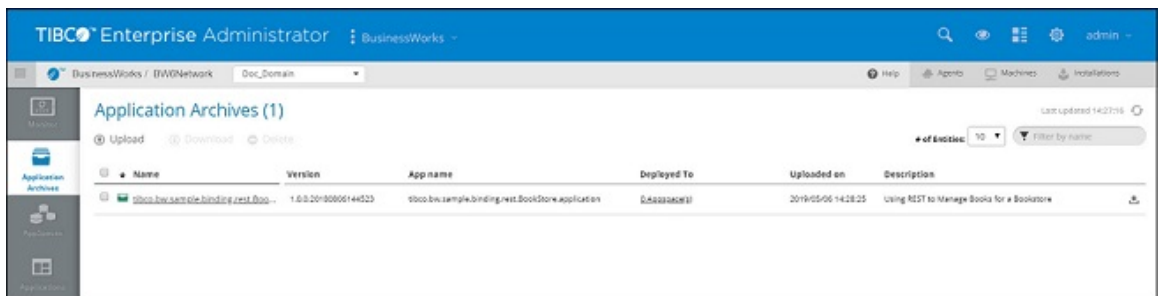 TIBCO™ Enterprise Administrator BusinessWorks admin
BusinessWorks / BW6Network Doc_Domain Help Agents Machines Installations
Monitor
Application Archives (1) Last updated 14:27:16
Upload Download Delete # of Entities: 10 Filter by name
Application Archives
Name Version App name Deployed To Uploaded on Description
tibco.bw.sample.binding.rest.Boo... tibco.bw.sample.binding.rest.BookStore.application 2019/05/06 14:28:25 Using REST to Manage Books for a Bookstore
Applications